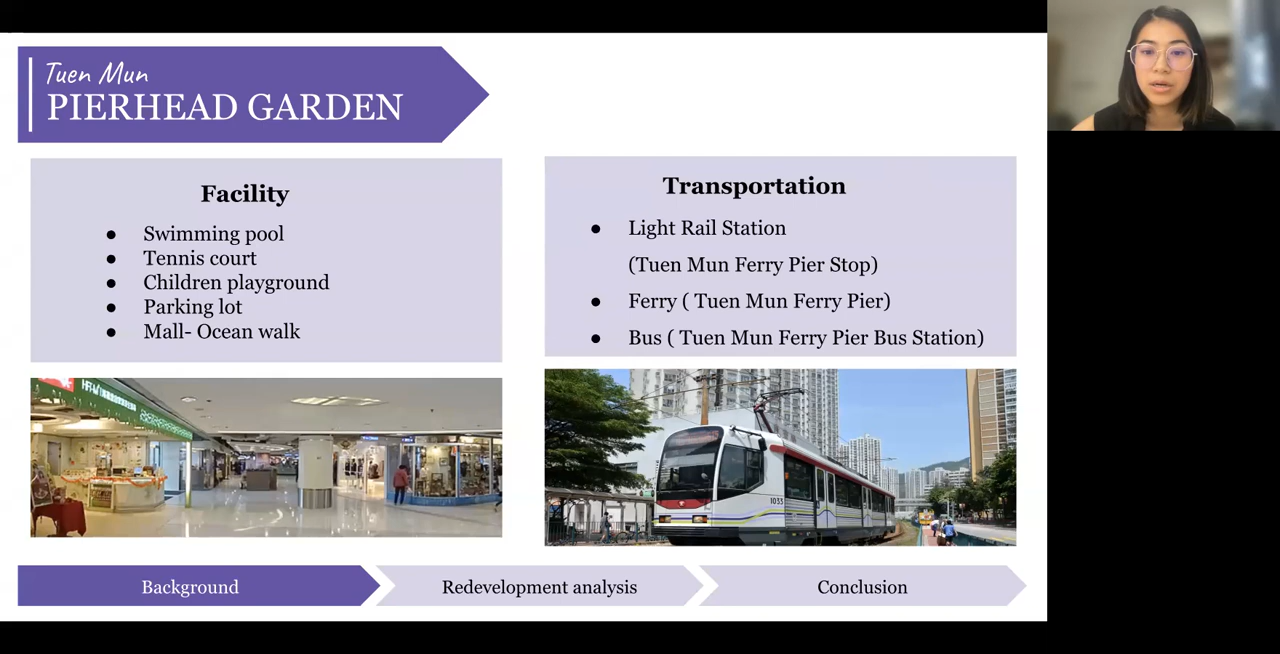 Tuen Mun
PIERHEAD GARDEN
Facility
● Swimming pool
● Tennis court
● Children playground
● Parking lot
● Mall- Ocean walk
Transportation
● Light Rail Station
(Tuen Mun Ferry Pier Stop)
● Ferry ( Tuen Mun Ferry Pier)
● Bus ( Tuen Mun Ferry Pier Bus Station)
1033
Background
Redevelopment analysis
Conclusion